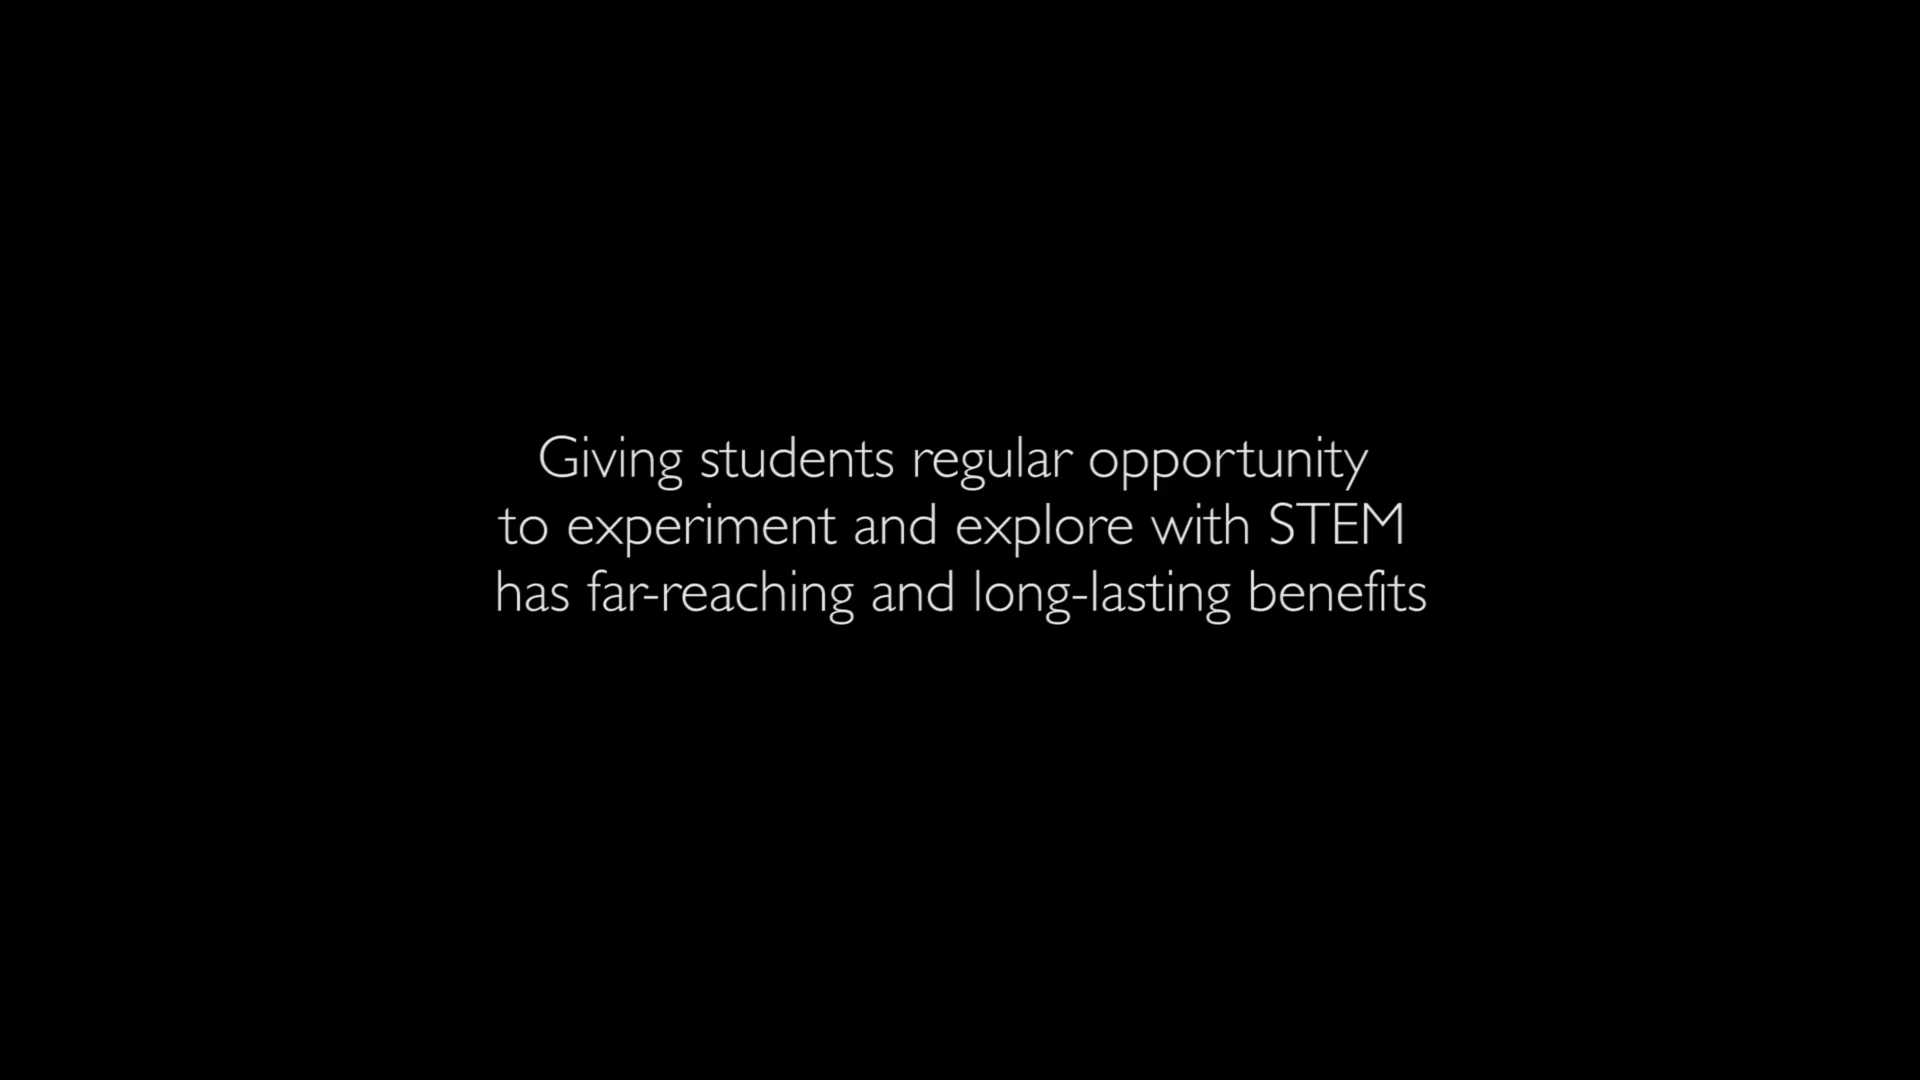 Giving students regular opportunity
to experiment and explore with STEM
has far-reaching and long-lasting benefits